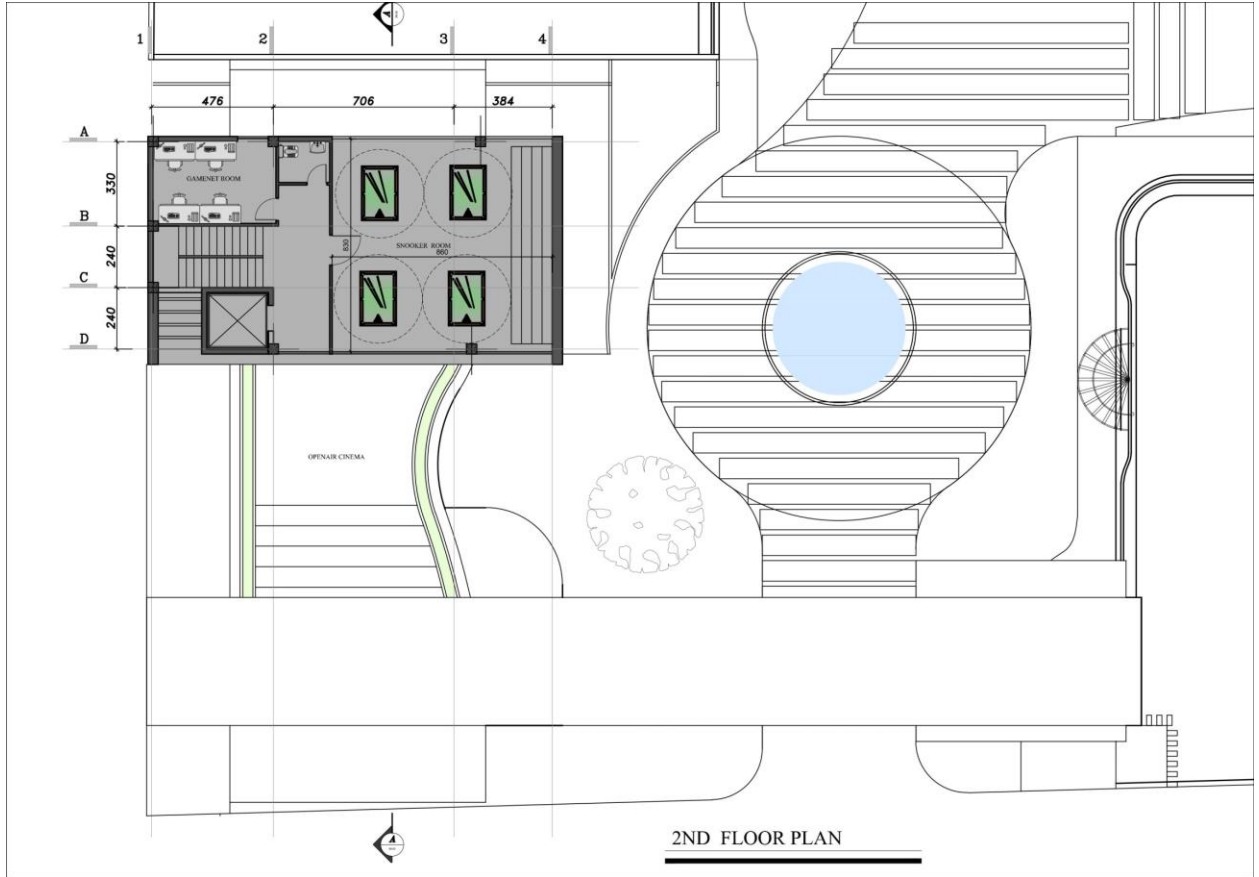 A
1
2
3
4
476
706
384
A
330
GAMENET ROOM
B
240
830
SNOOKER ROOM
860
C
240
D
OPENAIR CINEMA
A
2ND FLOOR PLAN